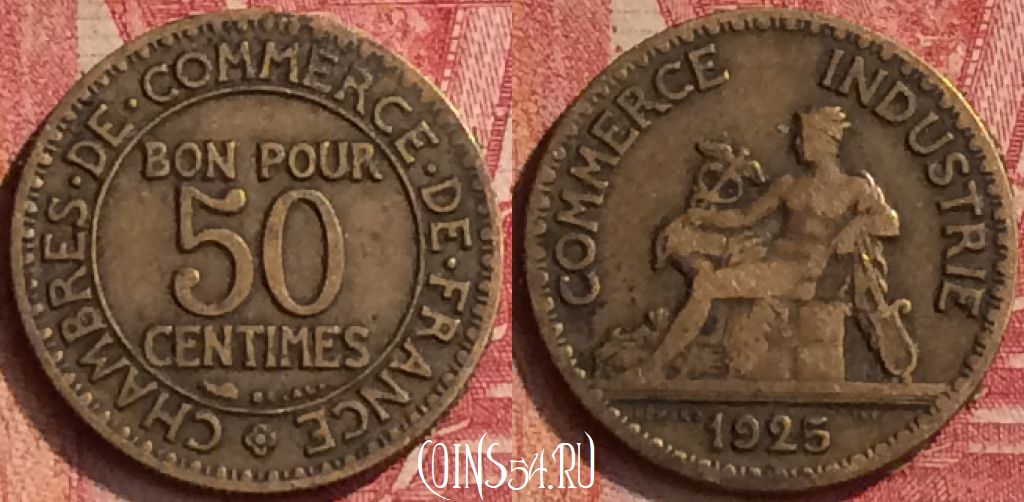 CHAMBRES·DE·COMMERCE·DE·FRANCE
BON POUR
50
CENTIMES
COMMERCE INDUSTRIE
1925
COINS54.RU